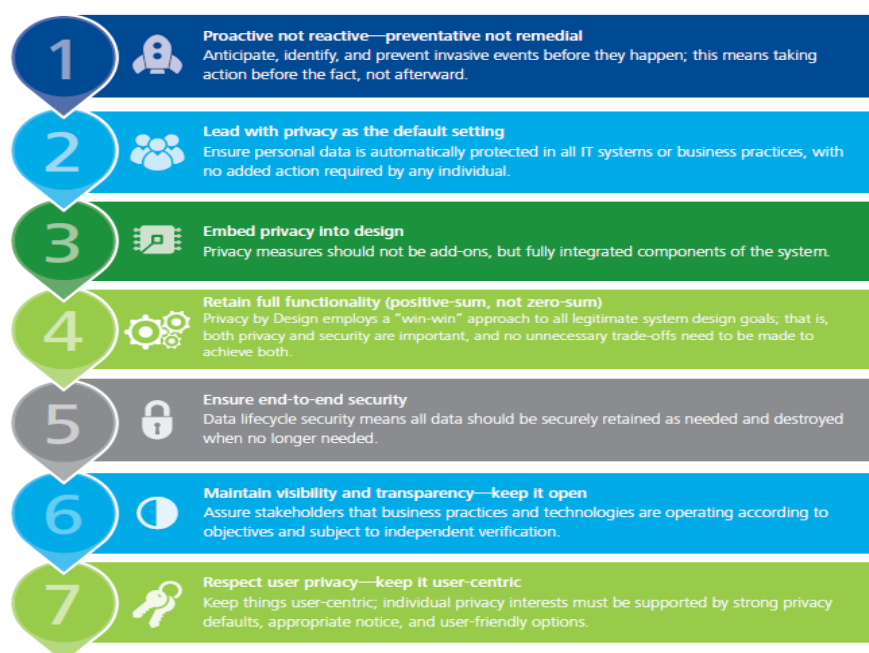 1
Proactive not reactive—preventative not remedial
Anticipate, identify, and prevent invasive events before they happen; this means taking
action before the fact, not afterward.
2
Lead with privacy as the default setting
Ensure personal data is automatically protected in all IT systems or business practices, with
no added action required by any individual.
3
Embed privacy into design
Privacy measures should not be add-ons, but fully integrated components of the system.
4
Retain full functionality (positive-sum, not zero-sum)
Privacy by Design employs a “win-win” approach to all legitimate system design goals; that is,
both privacy and security are important, and no unnecessary trade-offs need to be made to
achieve both.
5
Ensure end-to-end security
Data lifecycle security means all data should be securely retained as needed and destroyed
when no longer needed.
6
Maintain visibility and transparency—keep it open
Assure stakeholders that business practices and technologies are operating according to
objectives and subject to independent verification.
7
Respect user privacy—keep it user-centric
Keep things user-centric; individual privacy interests must be supported by strong privacy
defaults, appropriate notice, and user-friendly options.